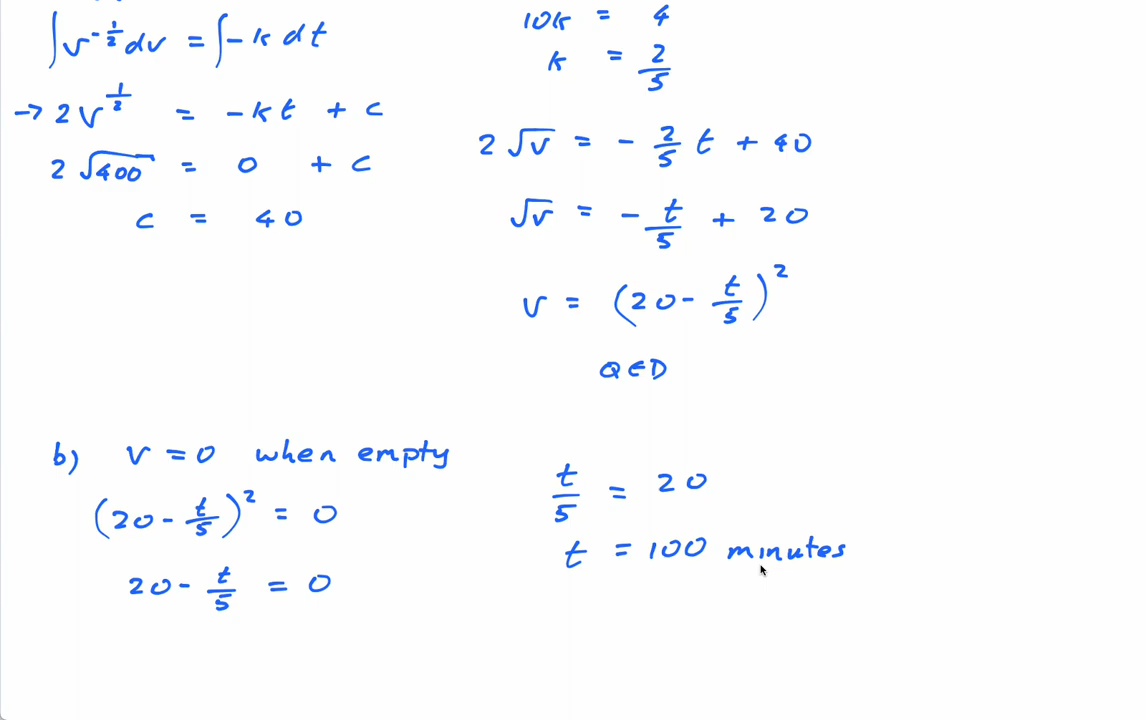 ∫v^{-1/2} dv = ∫-k dt
→ 2v^{1/2} = -kt + c
2√400 = 0 + c
c = 40
10k = 4
k = 2/5
2√v = - 2/5 t + 40
√v = - t/5 + 20
v = (20 - t/5)²
QED
b) v = 0 when empty
(20 - t/5)² = 0
20 - t/5 = 0
t/5 = 20
t = 100 minutes